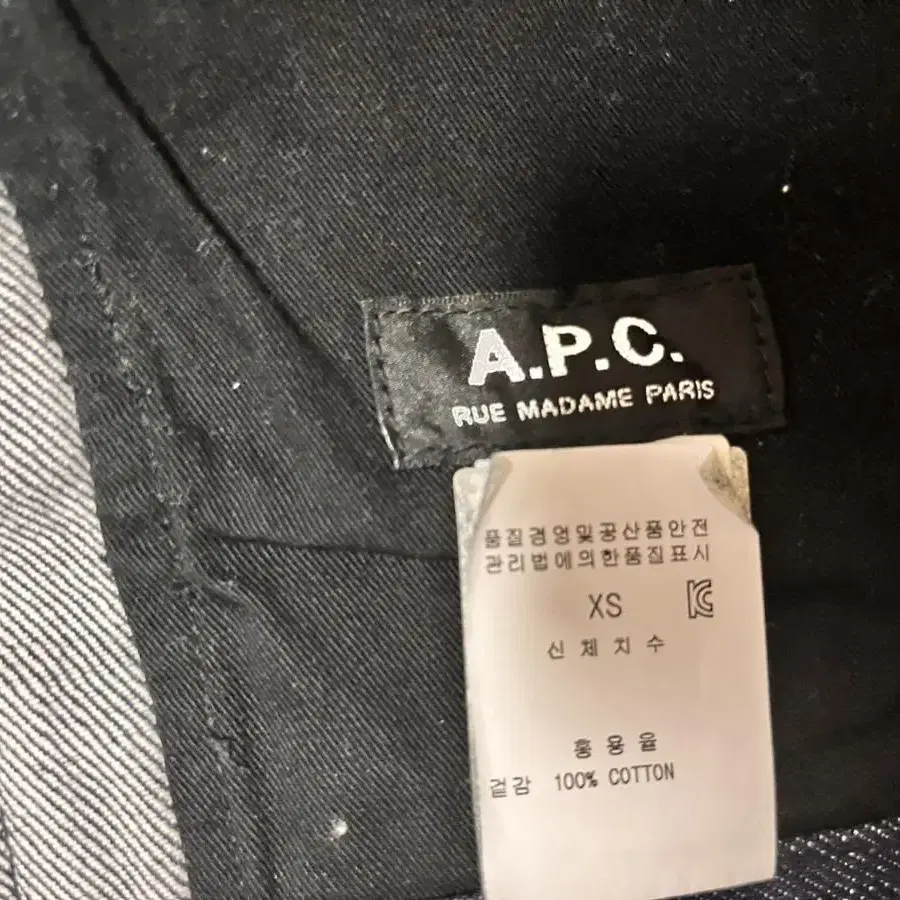 A.P.C.
RUE MADAME PARIS
품질경영및공산품안전
관리법에의한품질표시
XS
신 체 치 수
홍 용 율
겉감 100% COTTON